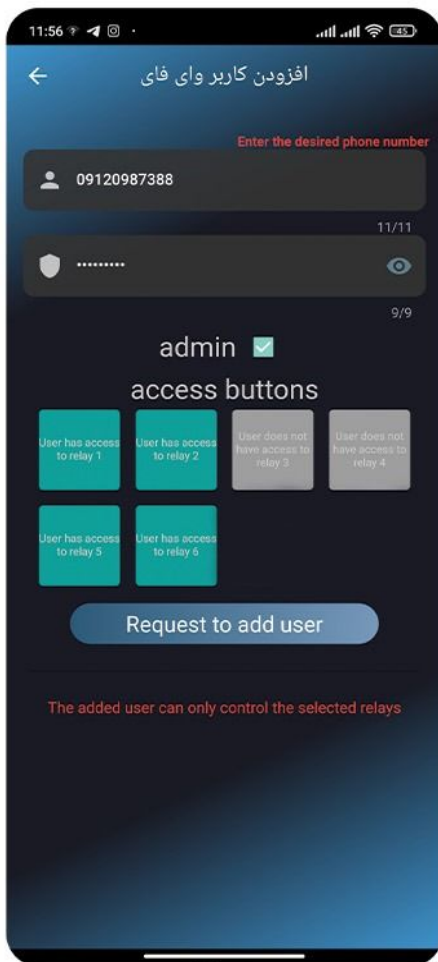 11:56
45
افزودن کاربر وای فای
Enter the desired phone number
09120987388
11/11
•••••••••
9/9
admin
access buttons
User has access
to relay 1
User has access
to relay 2
User does not
have access to
relay 3
User does not
have access to
relay 4
User has access
to relay 5
User has access
to relay 6
Request to add user
The added user can only control the selected relays